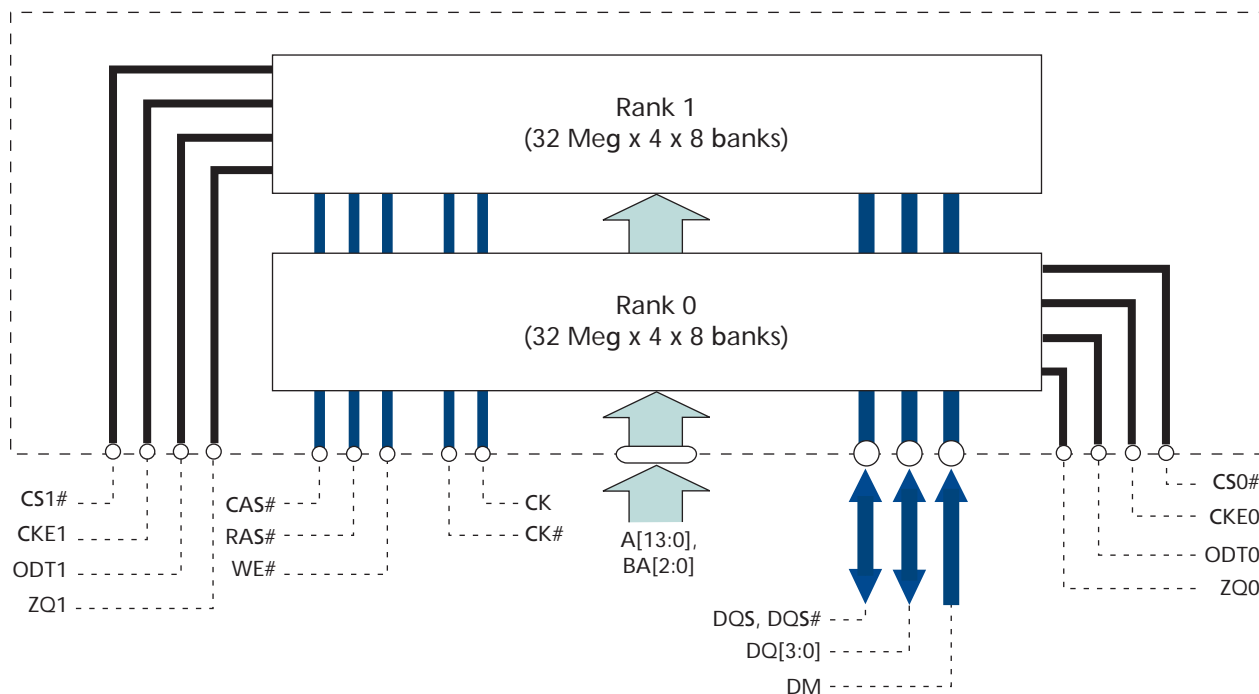 Rank 1
(32 Meg x 4 x 8 banks)
Rank 0
(32 Meg x 4 x 8 banks)
CS1#
CKE1
ODT1
ZQ1
CAS#
RAS#
WE#
CK
CK#
A[13:0],
BA[2:0]
DQS, DQS#
DQ[3:0]
DM
CS0#
CKE0
ODT0
ZQ0